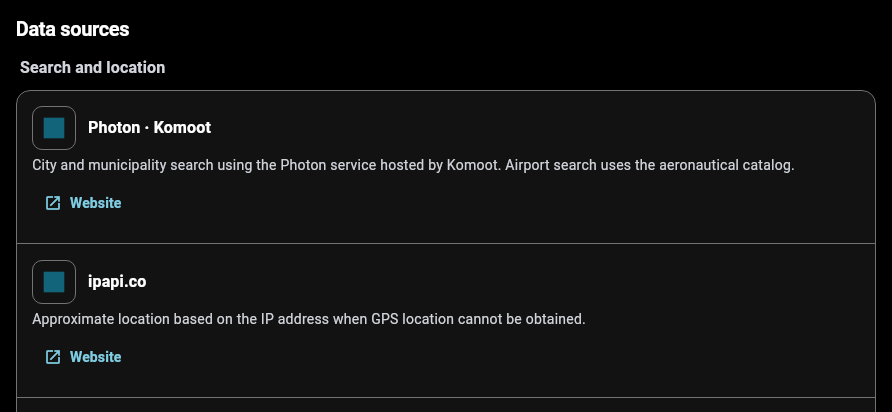 Data sources
Search and location
Photon · Komoot
City and municipality search using the Photon service hosted by Komoot. Airport search uses the aeronautical catalog.
Website
ipapi.co
Approximate location based on the IP address when GPS location cannot be obtained.
Website